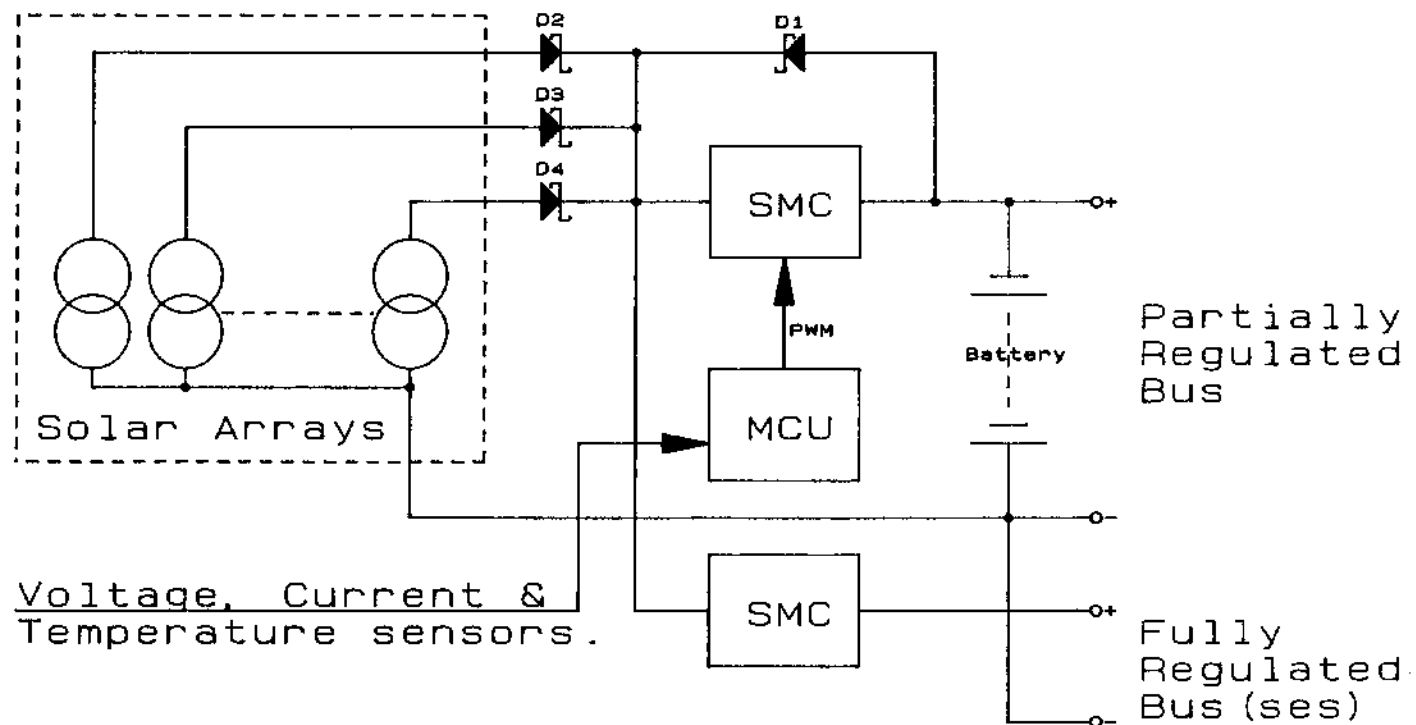 D2
D1
D3
D4
SMC
+
PWM
Battery
Partially
Regulated
Bus
Solar Arrays
MCU
-
Voltage, Current &
Temperature sensors.
SMC
+
Fully
Regulated
Bus(ses)
-